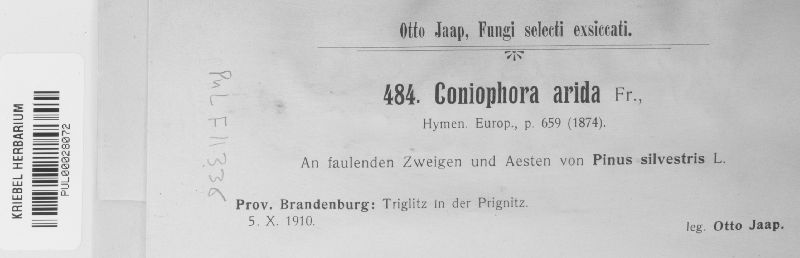 Otto Jaap, Fungi selecti exsiccati.
484. Coniophora arida Fr.,
Hymen. Europ., p. 659 (1874).
An faulenden Zweigen und Aesten von Pinus silvestris L.
Prov. Brandenburg: Triglitz in der Prignitz.
5. X. 1910.
leg. Otto Jaap.
PUL F11336
KRIEBEL HERBARIUM
PUL00028072